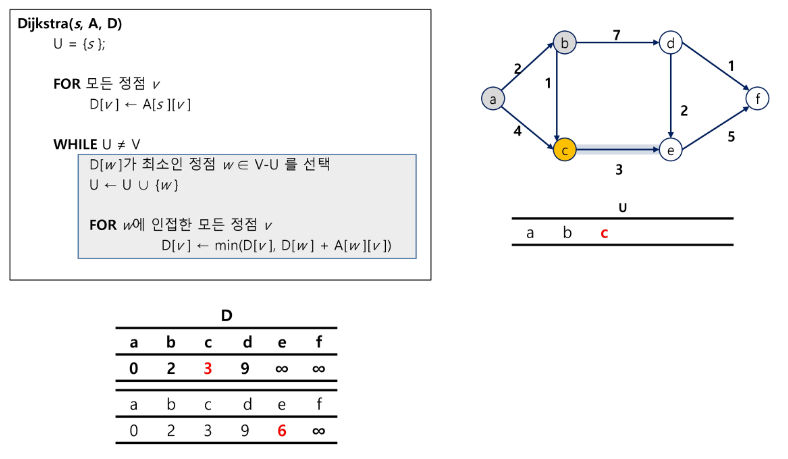 Dijkstra(s, A, D)
U = {s};
FOR 모든 정점 v
D[v] ← A[s][v]
WHILE U ≠ V
D[w]가 최소인 정점 w ∈ V-U 를 선택
U ← U ∪ {w}
FOR w에 인접한 모든 정점 v
D[v] ← min(D[v], D[w] + A[w][v])
b 7 d
2 1 1
a 2 f
4 5
c 3 e
U
a b c
D
a b c d e f
0 2 3 9 ∞ ∞
a b c d e f
0 2 3 9 6 ∞